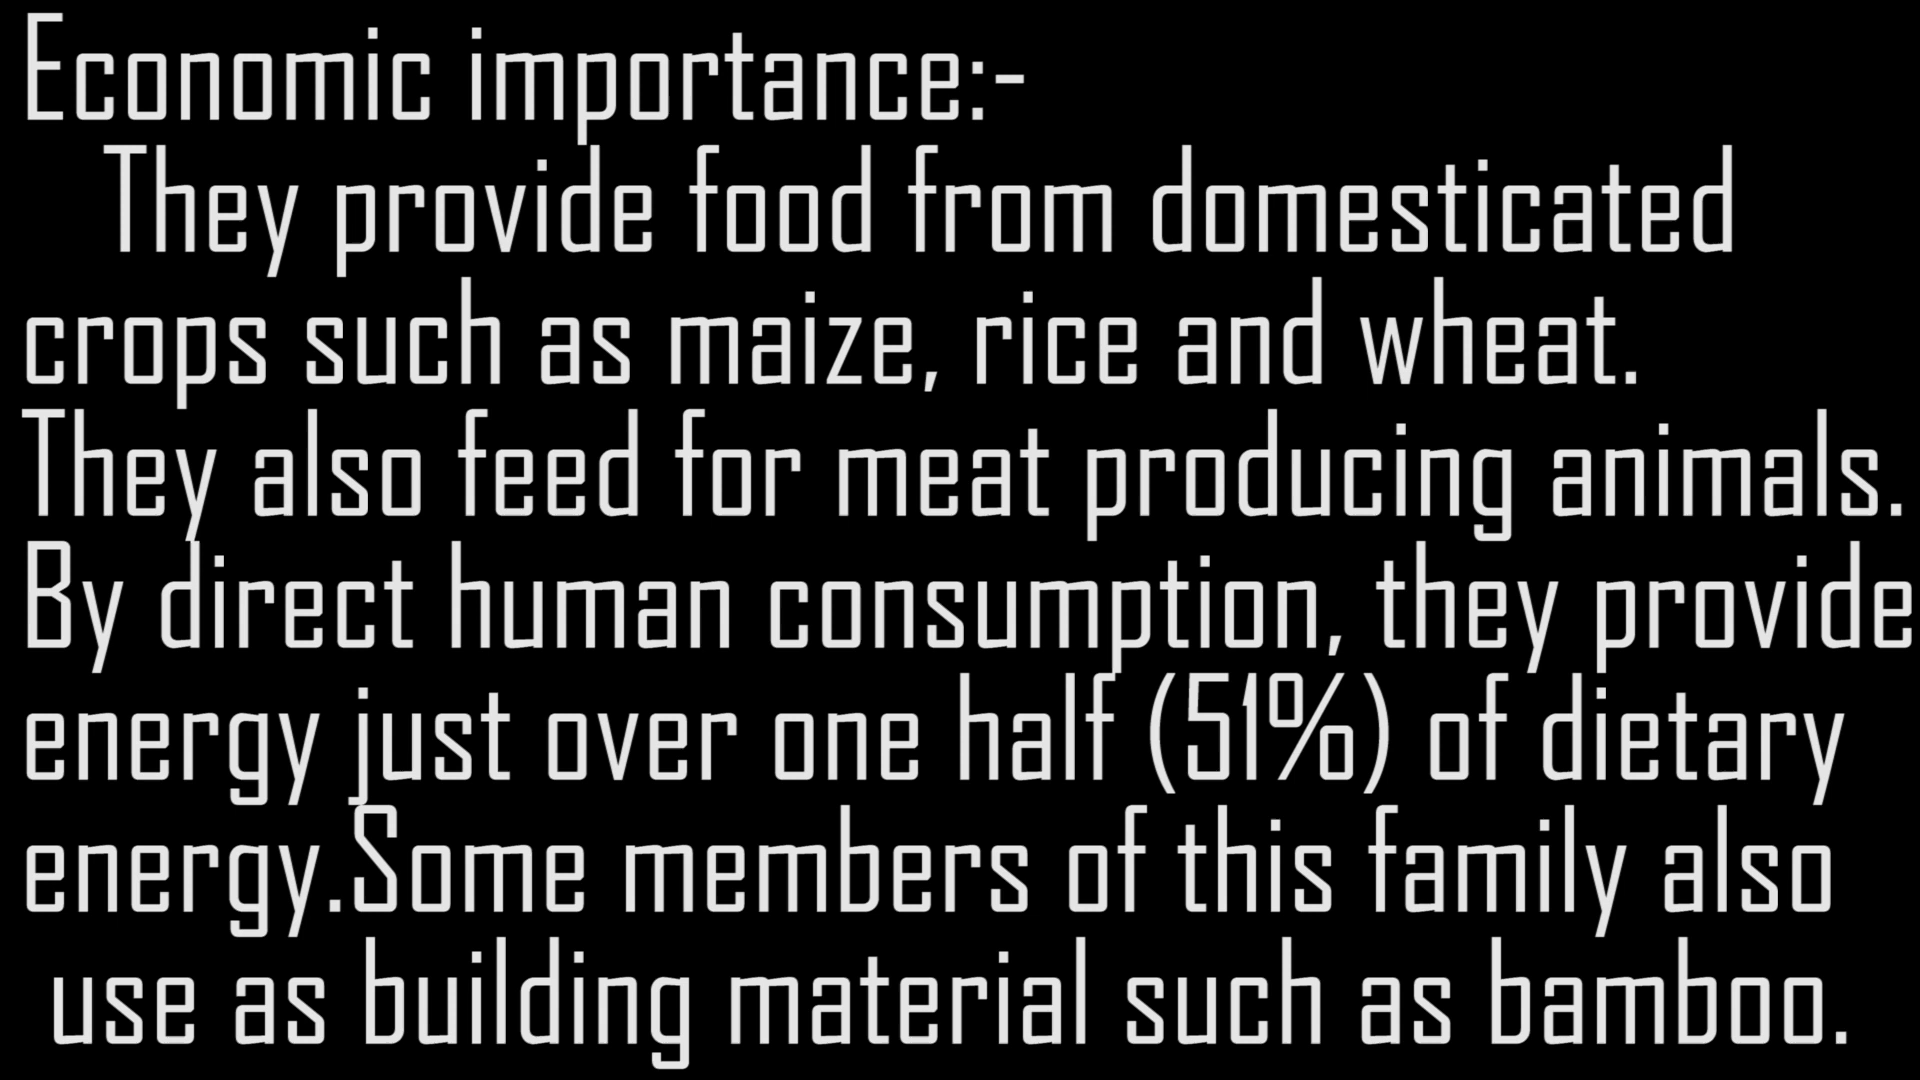 Economic importance:-
They provide food from domesticated
crops such as maize, rice and wheat.
They also feed for meat producing animals.
By direct human consumption, they provide
energy just over one half (51%) of dietary
energy.Some members of this family also
use as building material such as bamboo.